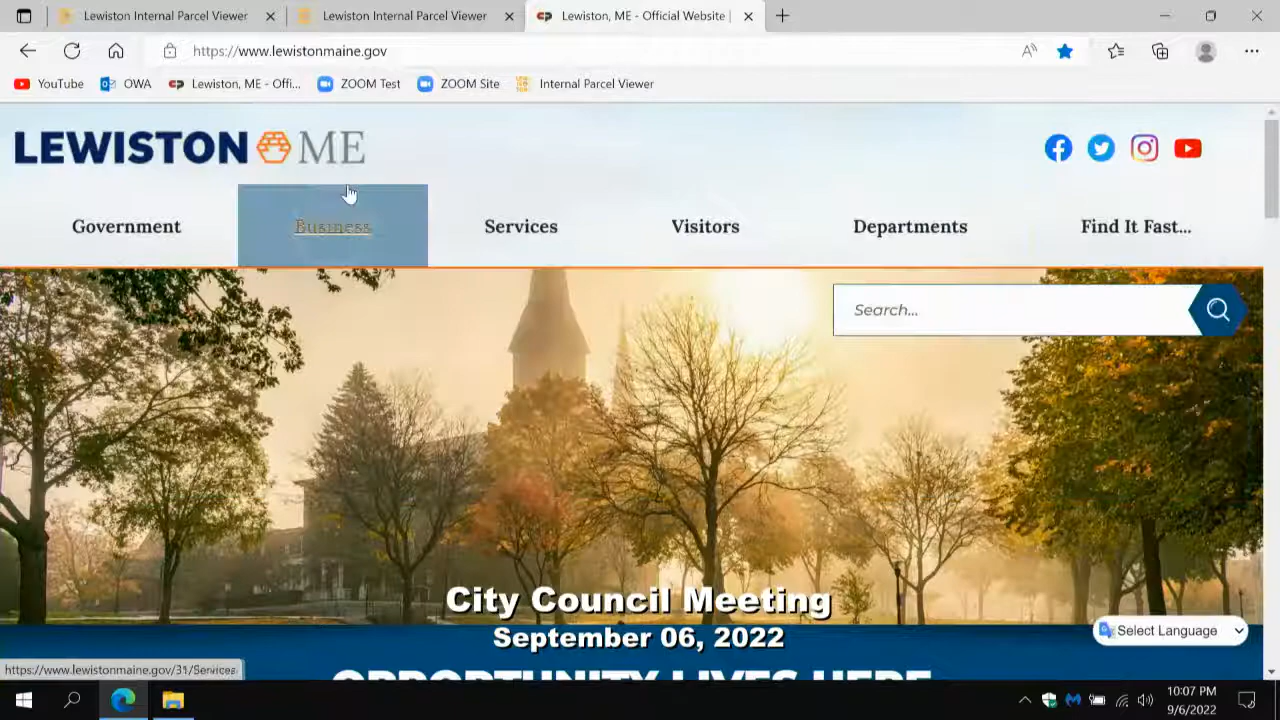 Lewiston Internal Parcel Viewer
Lewiston Internal Parcel Viewer
Lewiston, ME - Official Website |
https://www.lewistonmaine.gov
YouTube
OWA
Lewiston, ME - Offi...
ZOOM Test
ZOOM Site
Internal Parcel Viewer
LEWISTON ME
Government
Business
Services
Visitors
Departments
Find It Fast...
Search...
City Council Meeting
September 06, 2022
Select Language
OPPORTUNITY LIVES HERE
https://www.lewistonmaine.gov/31/Services
10:07 PM
9/6/2022